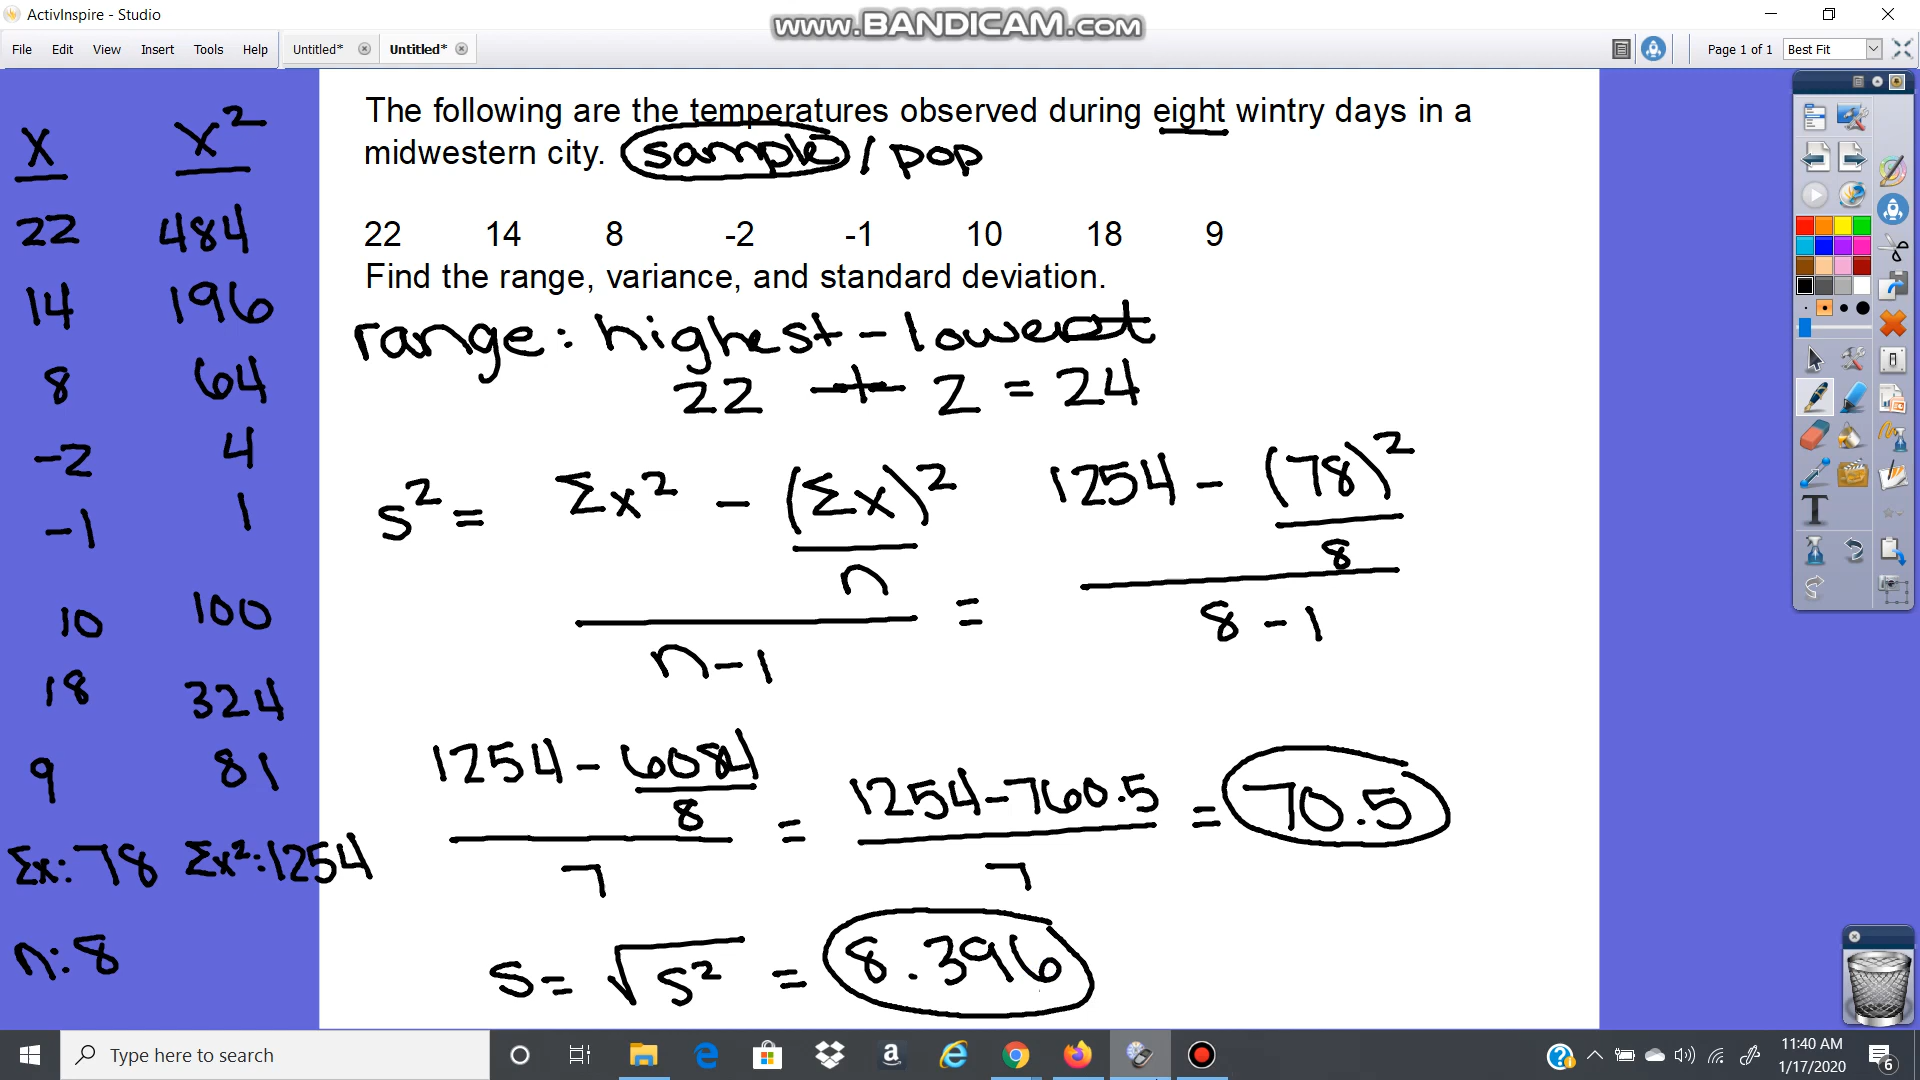 ActivInspire - Studio
www.BANDICAM.com
File Edit View Insert Tools Help Untitled* Untitled* Page 1 of 1 Best Fit
The following are the temperatures observed during eight wintry days in a
midwestern city. sample / pop
22 14 8 -2 -1 10 18 9
Find the range, variance, and standard deviation.
range: highest - lowest
22 + 2 = 24
s² = Σx² - (Σx)² / n / n-1 = 1254 - (78)² / 8 / 8-1
1254 - 6084 / 8 / 7 = 1254-760.5 / 7 = 70.5
s = √s² = 8.396
x x²
22 484
14 196
8 64
-2 4
-1 1
10 100
18 324
9 81
Σx: 78 Σx²: 1254
n: 8
T
Type here to search
a
11:40 AM
1/17/2020
6